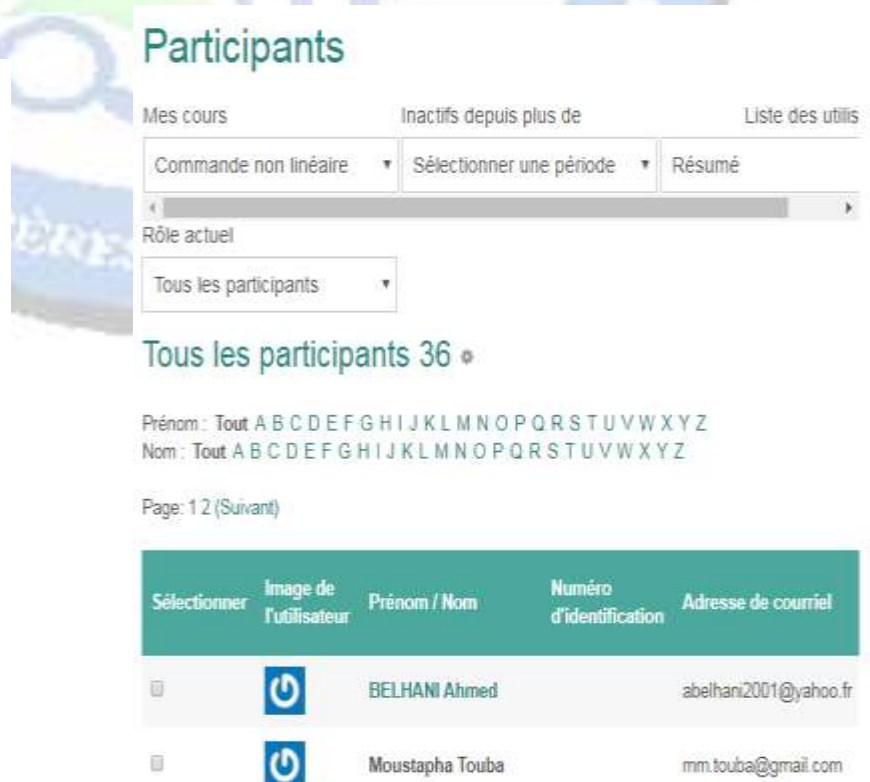 Participants
Mes cours Inactifs depuis plus de Liste des utilis
Commande non linéaire Sélectionner une période Résumé
Rôle actuel
Tous les participants
Tous les participants 36
Prénom : Tout A B C D E F G H I J K L M N O P Q R S T U V W X Y Z
Nom : Tout A B C D E F G H I J K L M N O P Q R S T U V W X Y Z
Page: 1 2 (Suivant)
Sélectionner Image de l'utilisateur Prénom / Nom Numéro d'identification Adresse de courriel
BELHANI Ahmed abelhani2001@yahoo.fr
Moustapha Touba mm.touba@gmail.com